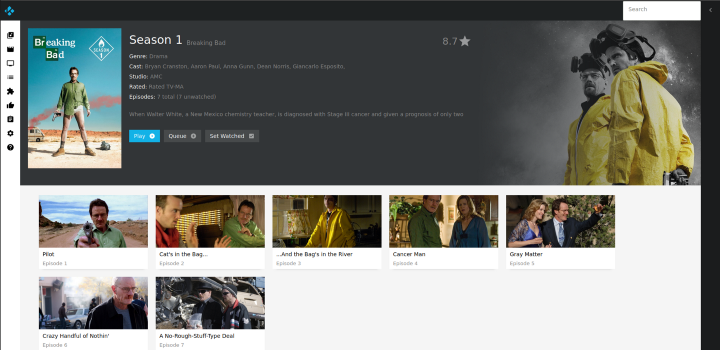 Search
Breaking
Bad
SEASON
1
Season 1 Breaking Bad
8.7
Genre: Drama
Cast: Bryan Cranston, Aaron Paul, Anna Gunn, Dean Norris, Giancarlo Esposito,
Studio: AMC
Rated: Rated TV-MA
Episodes: 7 total (7 unwatched)
When Walter White, a New Mexico chemistry teacher, is diagnosed with Stage III cancer and given a prognosis of only two
Play Queue Set Watched
Pilot
Episode 1
Cat's in the Bag...
Episode 2
...And the Bag's in the River
Episode 3
Cancer Man
Episode 4
Gray Matter
Episode 5
Crazy Handful of Nothin'
Episode 6
A No-Rough-Stuff-Type Deal
Episode 7